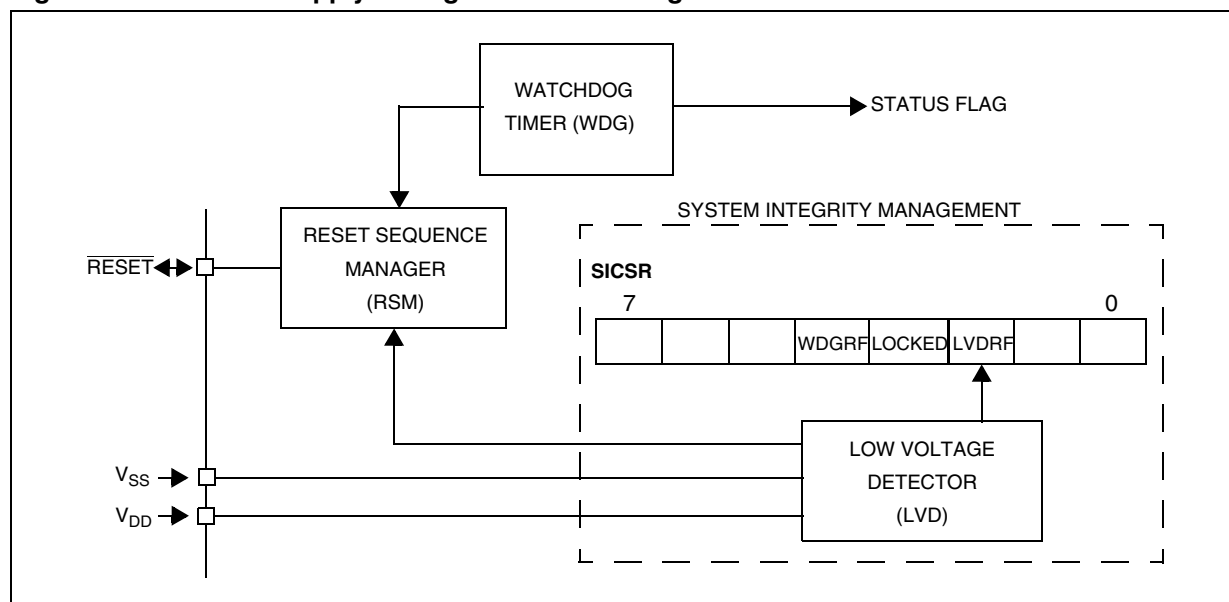 WATCHDOG
TIMER (WDG)
STATUS FLAG
SYSTEM INTEGRITY MANAGEMENT
RESET SEQUENCE
MANAGER
(RSM)
RESET
SICSR
7 0
WDGRF LOCKED LVDRF
LOW VOLTAGE
DETECTOR
(LVD)
VSS
VDD